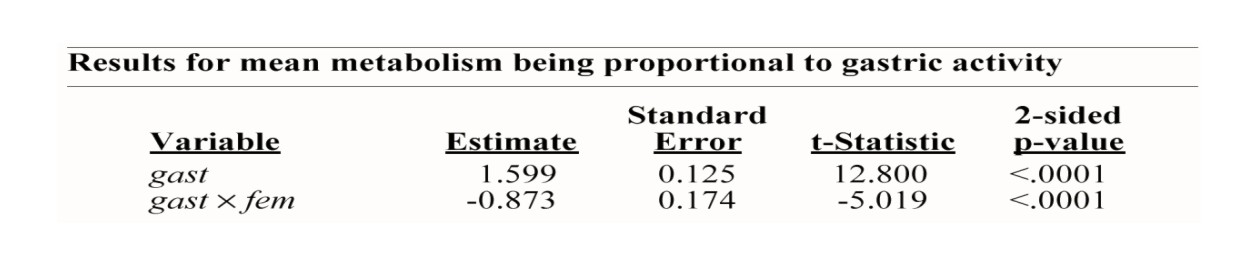 Results for mean metabolism being proportional to gastric activity
Standard 2-sided
Variable Estimate Error t-Statistic p-value
gast 1.599 0.125 12.800 <.0001
gast × fem -0.873 0.174 -5.019 <.0001